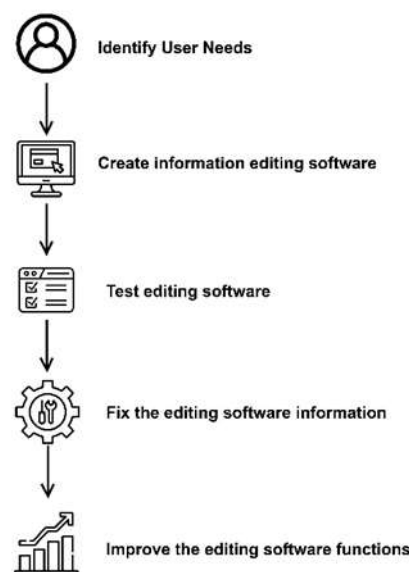 Identify User Needs
Create information editing software
Test editing software
Fix the editing software information
Improve the editing software functions